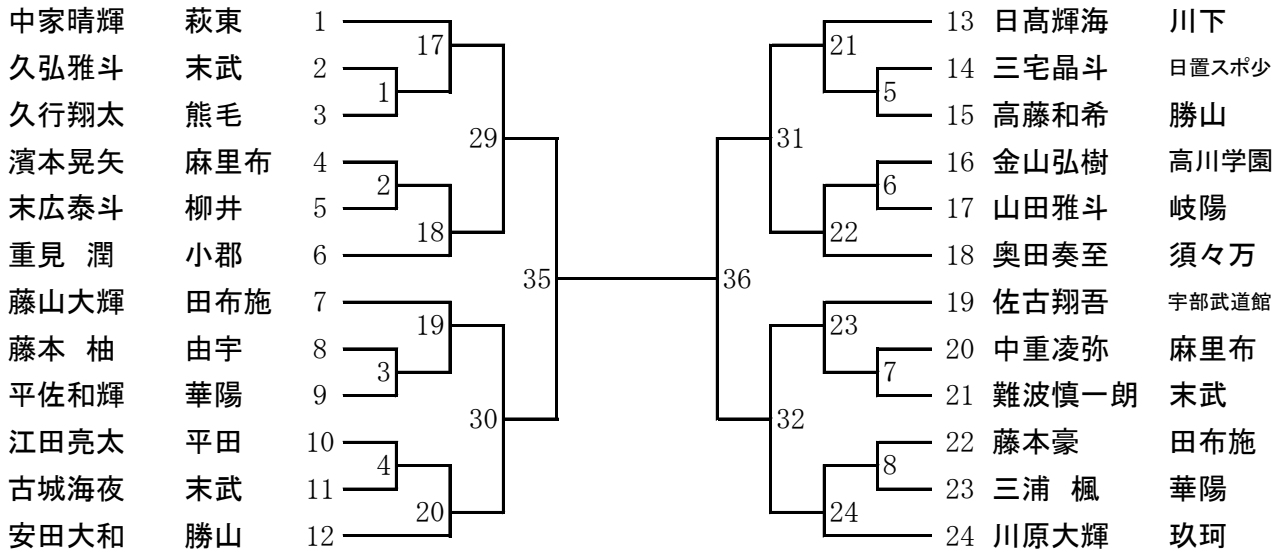 中家晴輝 萩東 1
久弘雅斗 末武 2
久行翔太 熊毛 3
濱本晃矢 麻里布 4
末広泰斗 柳井 5
重見 潤 小郡 6
藤山大輝 田布施 7
藤本 柚 由宇 8
平佐和輝 華陽 9
江田亮太 平田 10
古城海夜 末武 11
安田大和 勝山 12
17
1
29
2
18
35
19
3
30
4
20
21
5
31
6
22
36
23
7
32
8
24
13 日髙輝海 川下
14 三宅晶斗 日置スポ少
15 高藤和希 勝山
16 金山弘樹 高川学園
17 山田雅斗 岐陽
18 奥田奏至 須々万
19 佐古翔吾 宇部武道館
20 中重凌弥 麻里布
21 難波慎一朗 末武
22 藤本豪 田布施
23 三浦 楓 華陽
24 川原大輝 玖珂